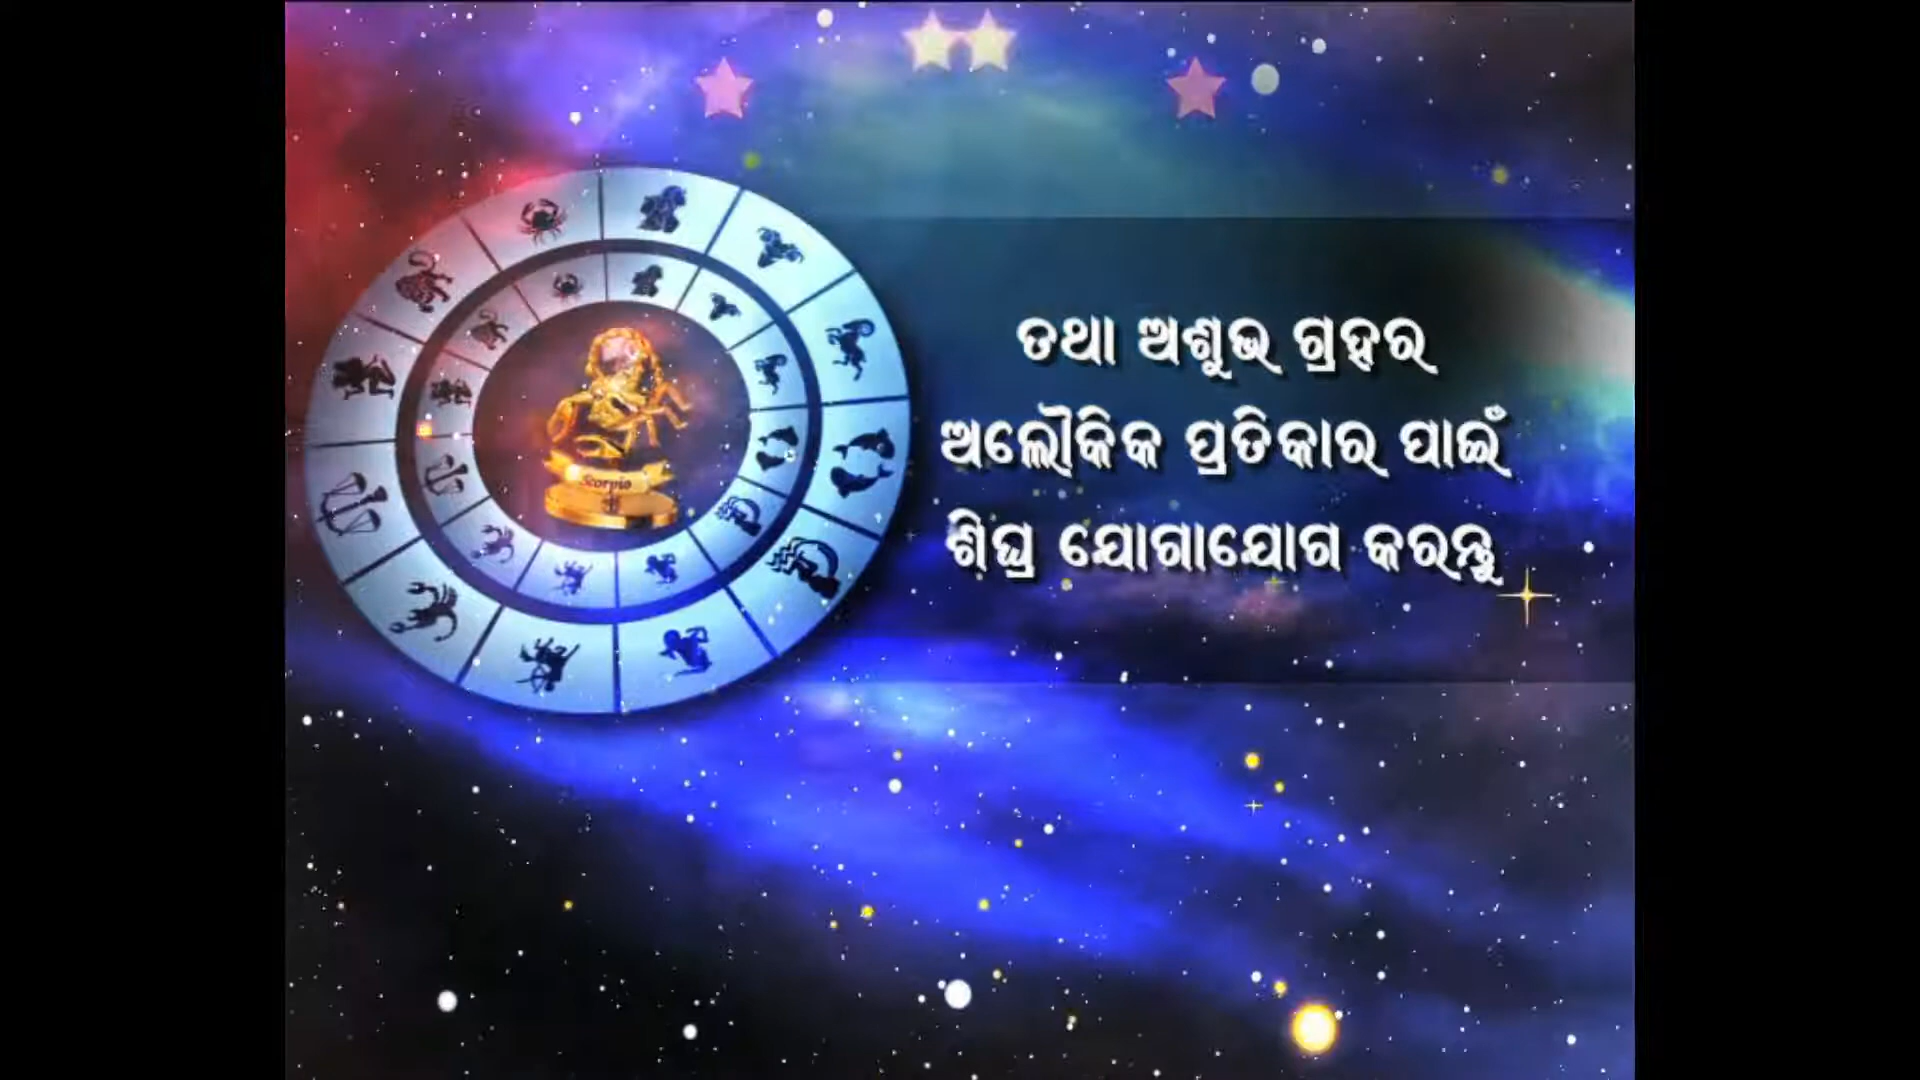 ତଥା ଅଶୁଭ ଗ୍ରହର
ଅଲୌକିକ ପ୍ରତିକାର ପାଇଁ
ଶିଘ୍ର ଯୋଗାଯୋଗ କରନ୍ତୁ
Scorpio